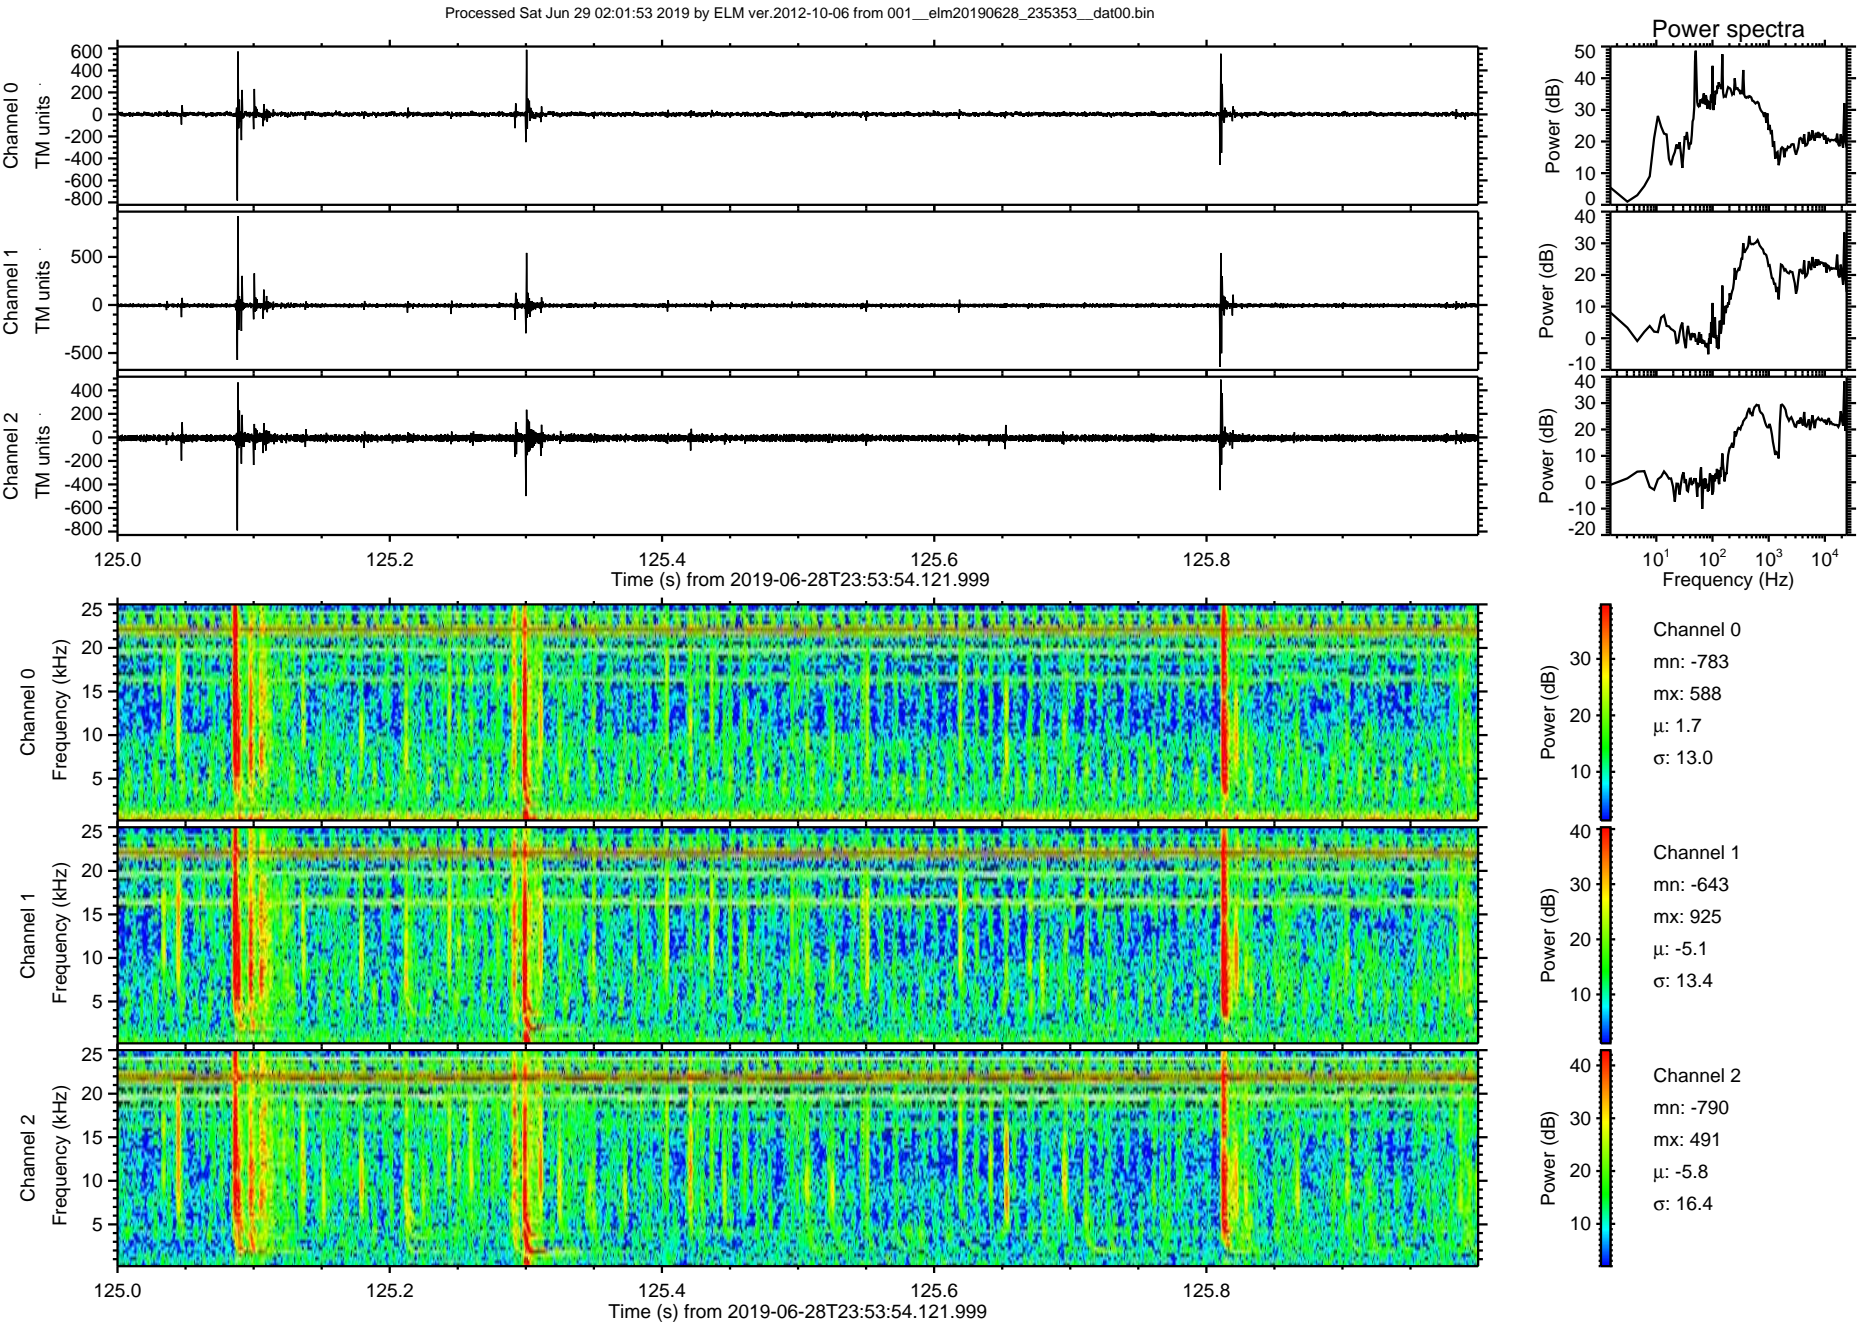 Processed Sat Jun 29 02:01:53 2019 by ELM ver.2012-10-06 from 001__elm20190628_235353__dat00.bin
Power spectra
Channel 0
TM units
600
400
200
0
-200
-400
-600
-800
Power (dB)
50
40
30
20
10
0
Channel 1
TM units
500
0
-500
Power (dB)
40
30
20
10
0
-10
Channel 2
TM units
400
200
0
-200
-400
-600
-800
Power (dB)
40
30
20
10
0
-10
-20
125.0 125.2 125.4 125.6 125.8
Time (s) from 2019-06-28T23:53:54.121.999
10¹ 10² 10³ 10⁴
Frequency (Hz)
Channel 0
Frequency (kHz)
25
20
15
10
5
Power (dB)
30
20
10
Channel 0
mn: -783
mx: 588
μ: 1.7
σ: 13.0
Channel 1
Frequency (kHz)
25
20
15
10
5
Power (dB)
40
30
20
10
Channel 1
mn: -643
mx: 925
μ: -5.1
σ: 13.4
Channel 2
Frequency (kHz)
25
20
15
10
5
Power (dB)
40
30
20
10
Channel 2
mn: -790
mx: 491
μ: -5.8
σ: 16.4
125.0 125.2 125.4 125.6 125.8
Time (s) from 2019-06-28T23:53:54.121.999